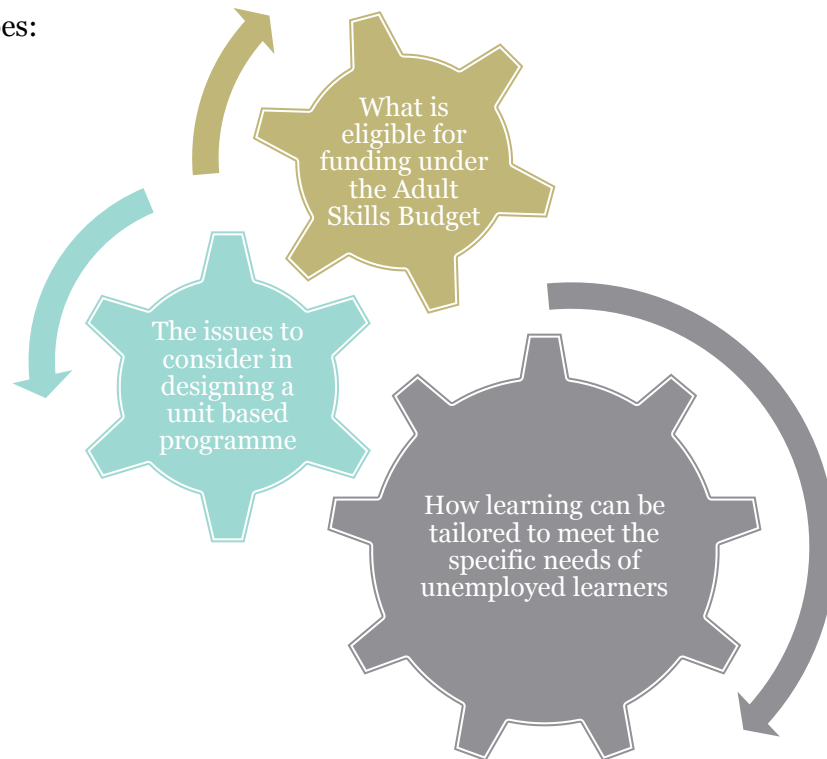 What is
eligible for
funding under
the Adult
Skills Budget
The issues to
consider in
designing a
unit based
programme
How learning can be
tailored to meet the
specific needs of
unemployed learners